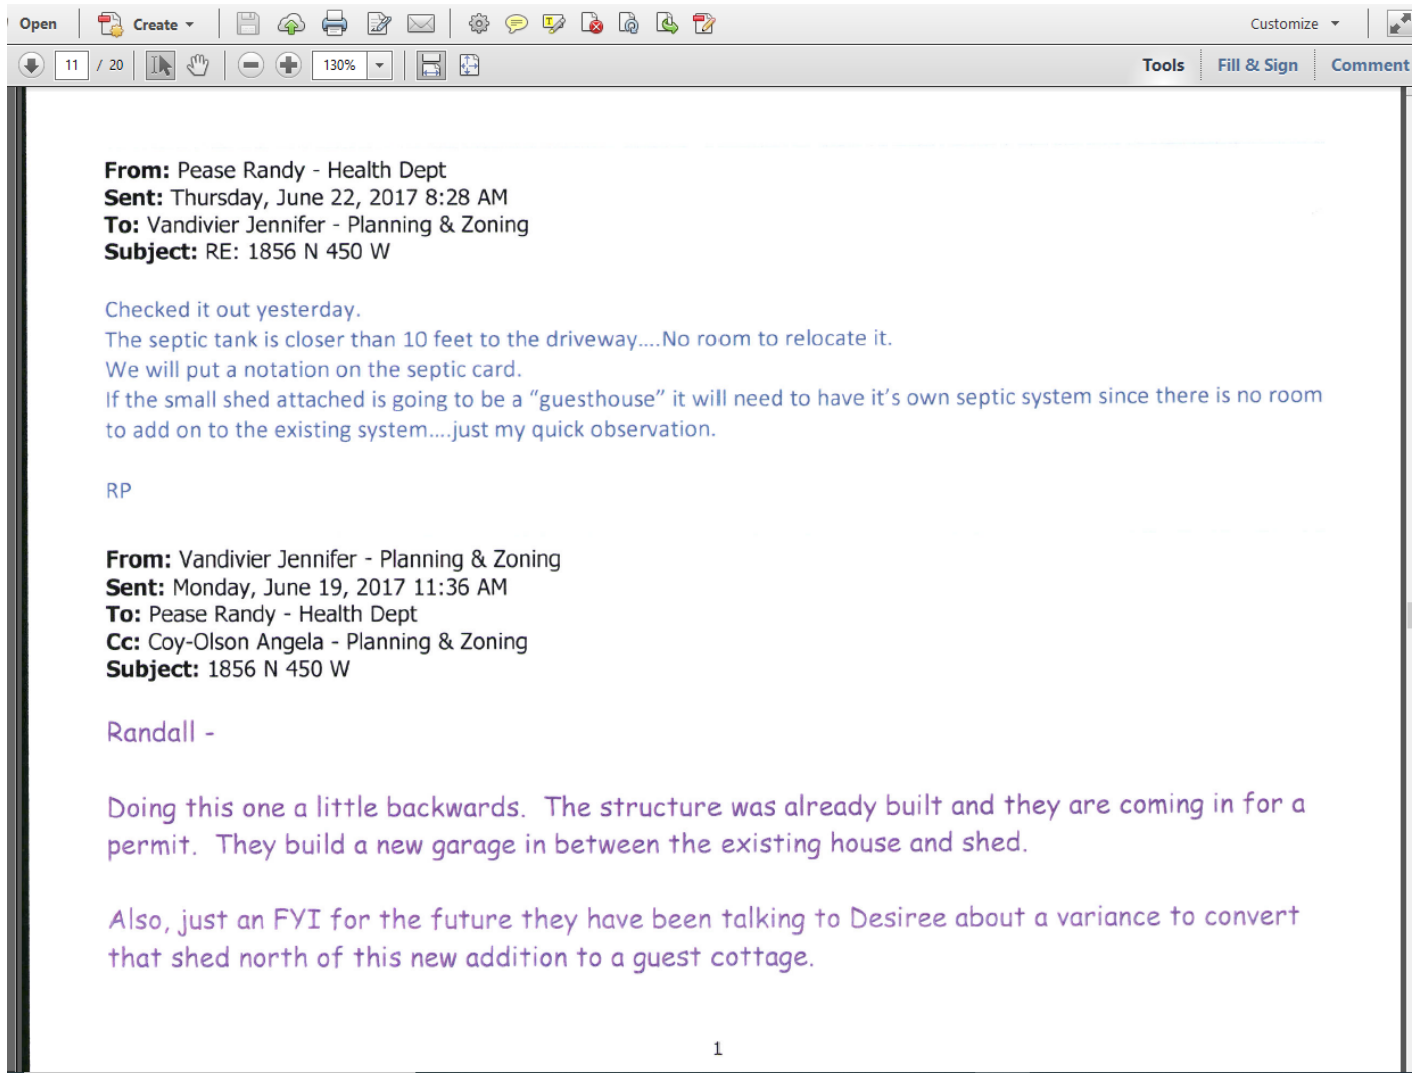 Open
Create
Customize
11 / 20
130%
Tools
Fill & Sign
Comment
From: Pease Randy - Health Dept
Sent: Thursday, June 22, 2017 8:28 AM
To: Vandivier Jennifer - Planning & Zoning
Subject: RE: 1856 N 450 W
Checked it out yesterday.
The septic tank is closer than 10 feet to the driveway....No room to relocate it.
We will put a notation on the septic card.
If the small shed attached is going to be a “guesthouse” it will need to have it’s own septic system since there is no room
to add on to the existing system....just my quick observation.
RP
From: Vandivier Jennifer - Planning & Zoning
Sent: Monday, June 19, 2017 11:36 AM
To: Pease Randy - Health Dept
Cc: Coy-Olson Angela - Planning & Zoning
Subject: 1856 N 450 W
Randall -
Doing this one a little backwards.  The structure was already built and they are coming in for a
permit.  They build a new garage in between the existing house and shed.
Also, just an FYI for the future they have been talking to Desiree about a variance to convert
that shed north of this new addition to a guest cottage.
1